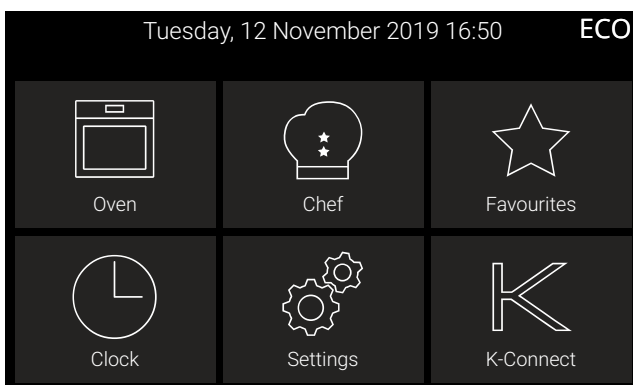 Tuesday, 12 November 2019 16:50 ECO
Oven Chef Favourites
Clock Settings K-Connect